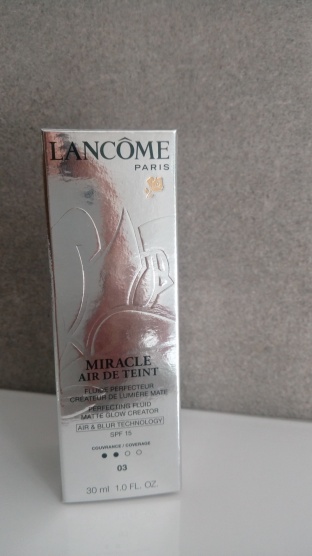 LANCÔME
PARIS
MIRACLE
AIR DE TEINT
FLUIDE PERFECTEUR
CRÉATEUR DE LUMIÈRE MATE
PERFECTING FLUID
MATTE GLOW CREATOR
AIR & BLUR TECHNOLOGY
SPF 15
COUVRANCE / COVERAGE
03
30 ml 1.0 FL. OZ.